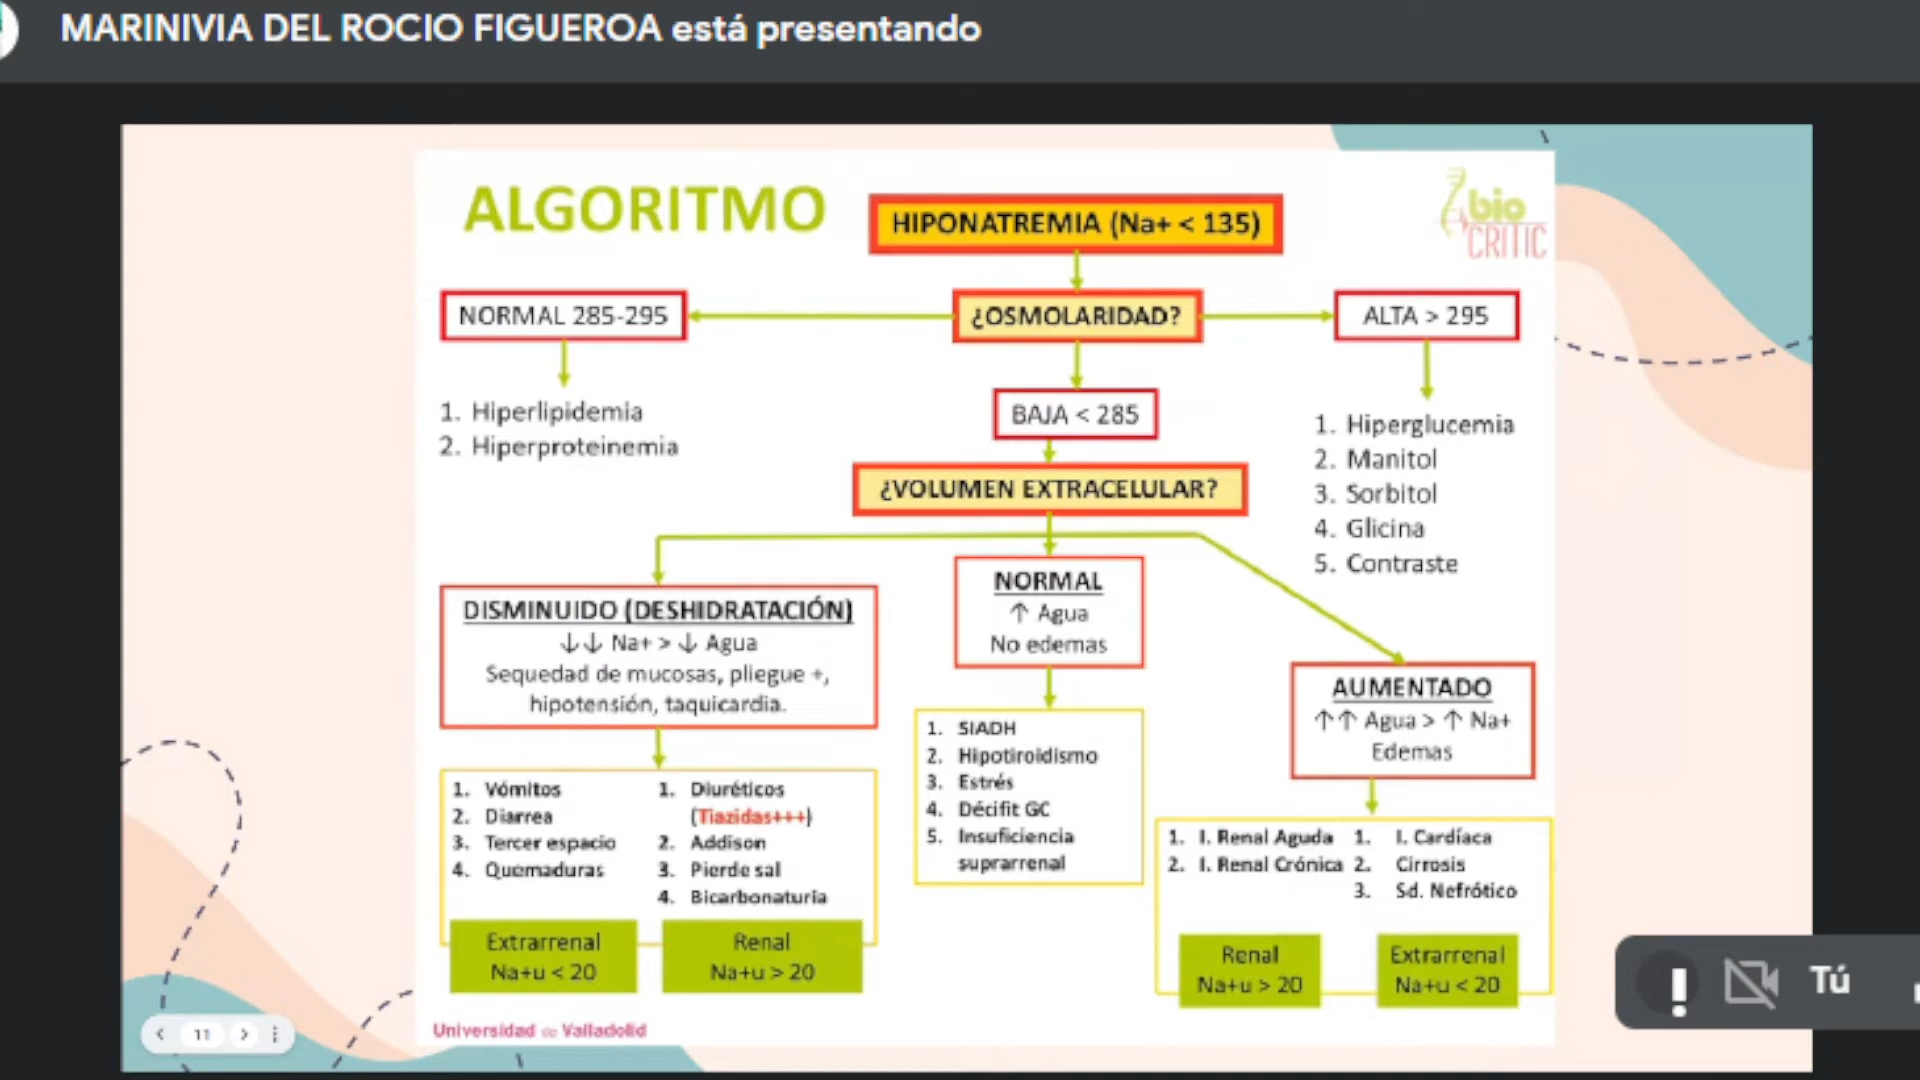 MARINIVIA DEL ROCIO FIGUEROA está presentando
ALGORITMO
HIPONATREMIA (Na+ < 135)
bio
CRITIC
NORMAL 285-295
¿OSMOLARIDAD?
ALTA > 295
1. Hiperlipidemia
2. Hiperproteinemia
BAJA < 285
1. Hiperglucemia
2. Manitol
3. Sorbitol
4. Glicina
5. Contraste
¿VOLUMEN EXTRACELULAR?
DISMINUIDO (DESHIDRATACIÓN)
↓↓ Na+ > ↓ Agua
Sequedad de mucosas, pliegue +,
hipotensión, taquicardia.
NORMAL
↑ Agua
No edemas
AUMENTADO
↑↑ Agua > ↑ Na+
Edemas
1. Vómitos
2. Diarrea
3. Tercer espacio
4. Quemaduras
1. Diuréticos
(Tiazidas+++)
2. Addison
3. Pierde sal
4. Bicarbonaturia
Extrarrenal
Na+u < 20
Renal
Na+u > 20
1. SIADH
2. Hipotiroidismo
3. Estrés
4. Décifit GC
5. Insuficiencia
suprarrenal
1. I. Renal Aguda
2. I. Renal Crónica
1. I. Cardíaca
2. Cirrosis
3. Sd. Nefrótico
Renal
Na+u > 20
Extrarrenal
Na+u < 20
Universidad de Valladolid
11
Tú